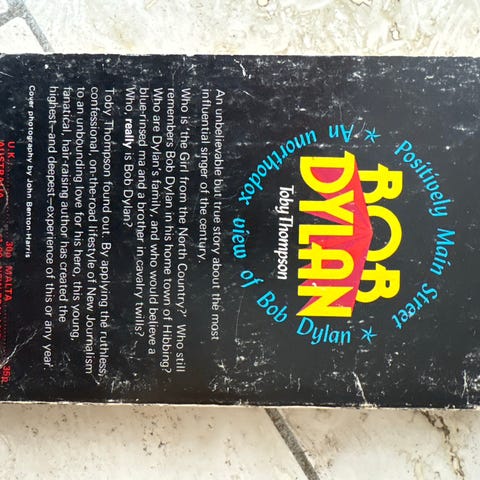 Positively Main Street
BOB
DYLAN
Toby Thompson
* An unorthodox view of Bob Dylan *
An unbelievable but true story about the most
influential singer of the century.
Who is 'the Girl from the North Country?' Who still
remembers Bob Dylan in his home town of Hibbing?
Who are Dylan's family, and who would believe a
blue-rinsed ma and a brother in cavalry twills?
Who really is Bob Dylan?
Toby Thompson found out. By applying the ruthless,
confessional, on-the-road lifestyle of New Journalism
to an unbounding love for his hero, this young,
fanatical, hair-raising author has created the
highest—and deepest—experience of this or any year.
Cover photography by John Benton-Harris
U.K. 30p MALTA 35p
AUSTRALIA